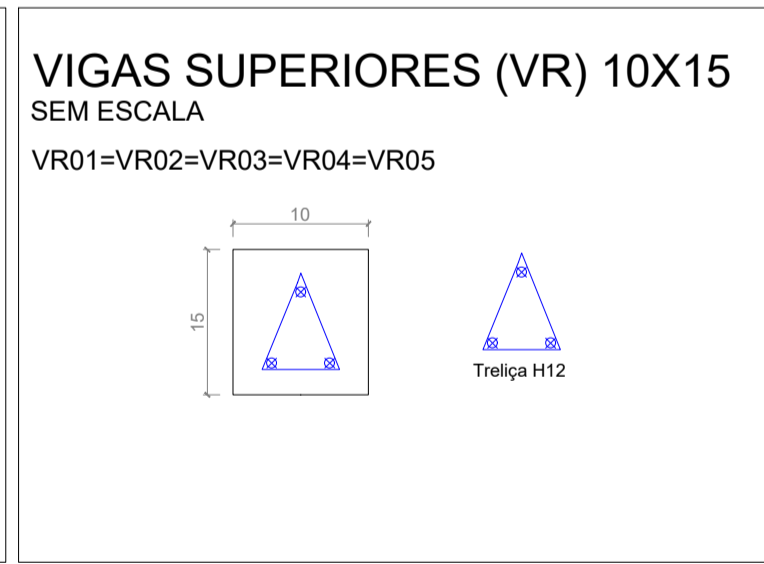 VIGAS SUPERIORES (VR) 10X15
SEM ESCALA
VR01=VR02=VR03=VR04=VR05
10
15
Treliça H12